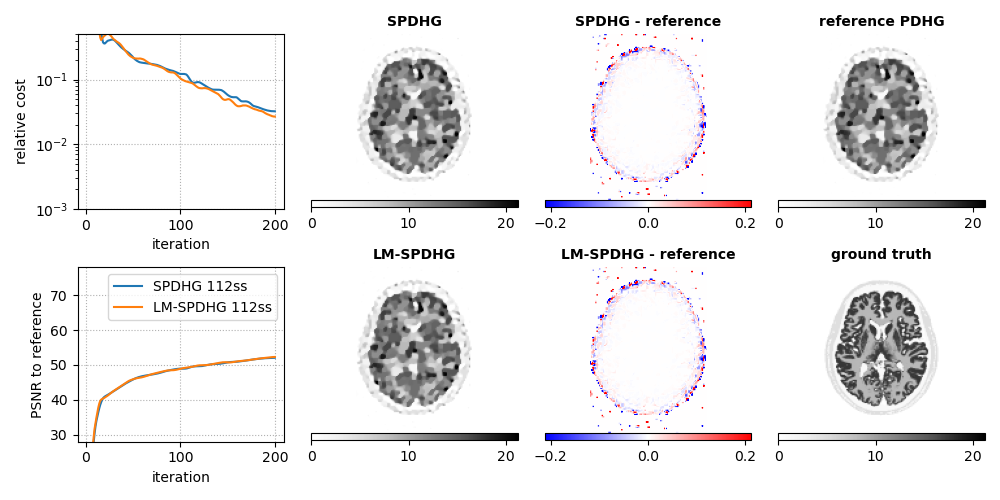 SPDHG
SPDHG - reference
reference PDHG
relative cost
10⁻¹
10⁻²
10⁻³
0 100 200
iteration
0 10 20
−0.2 0.0 0.2
0 10 20
LM-SPDHG
LM-SPDHG - reference
ground truth
PSNR to reference
70
60
50
40
30
SPDHG 112ss
LM-SPDHG 112ss
0 100 200
iteration
0 10 20
−0.2 0.0 0.2
0 10 20